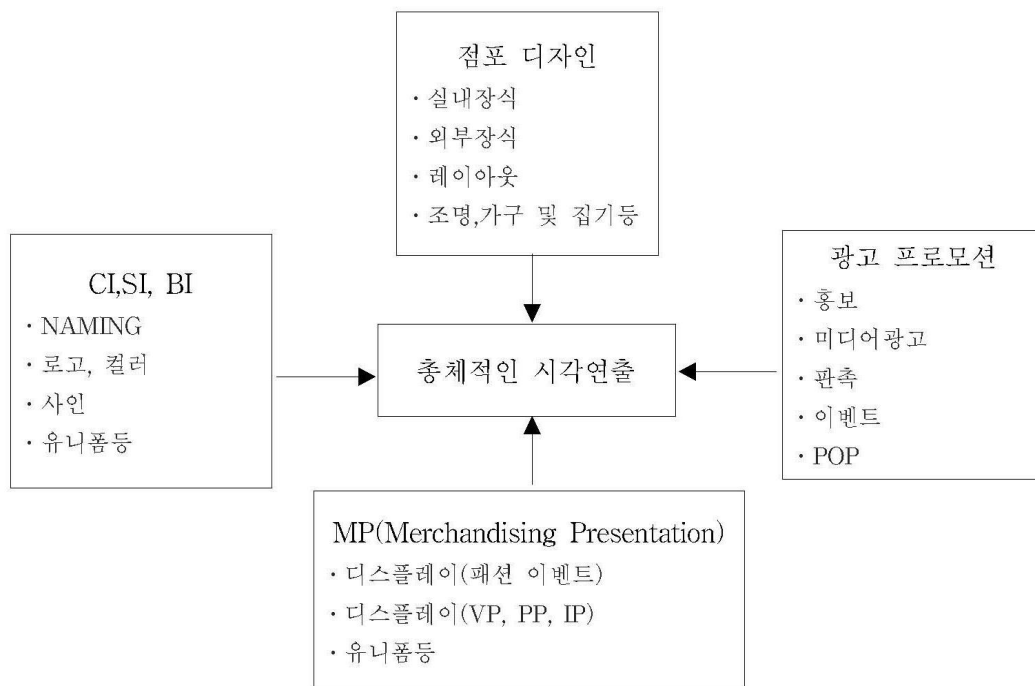 점포 디자인
· 실내장식
· 외부장식
· 레이아웃
· 조명,가구 및 집기등
CI,SI, BI
· NAMING
· 로고, 컬러
· 사인
· 유니폼등
총체적인 시각연출
광고 프로모션
· 홍보
· 미디어광고
· 판촉
· 이벤트
· POP
MP(Merchandising Presentation)
· 디스플레이(패션 이벤트)
· 디스플레이(VP, PP, IP)
· 유니폼등